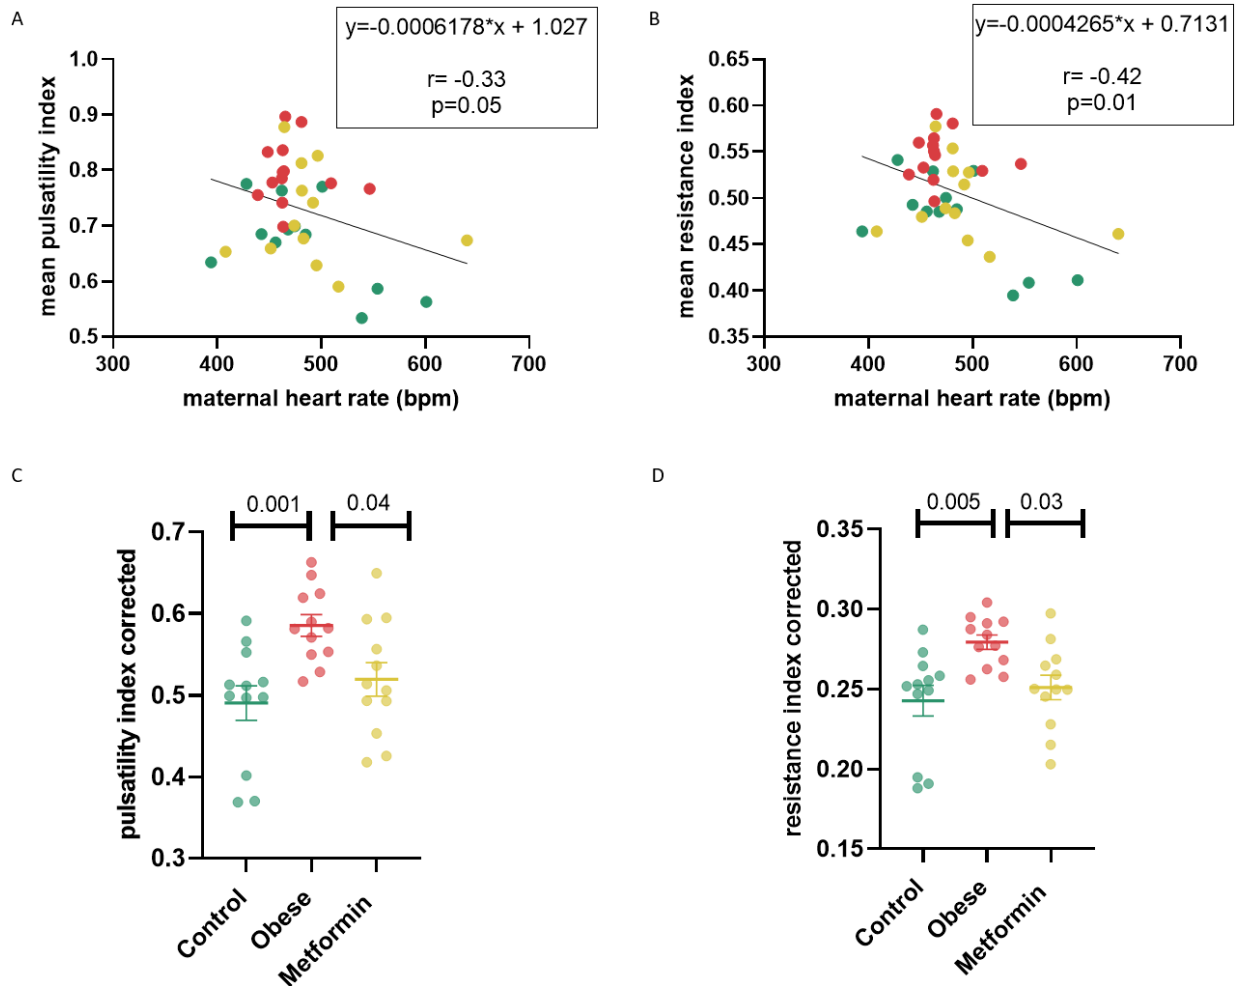 A
y=-0.0006178*x + 1.027
r= -0.33
p=0.05
mean pulsatility index
1.0
0.9
0.8
0.7
0.6
0.5
300 400 500 600 700
maternal heart rate (bpm)
B
y=-0.0004265*x + 0.7131
r= -0.42
p=0.01
mean resistance index
0.65
0.60
0.55
0.50
0.45
0.40
0.35
300 400 500 600 700
maternal heart rate (bpm)
C
0.001 0.04
pulsatility index corrected
0.7
0.6
0.5
0.4
0.3
Control
Obese
Metformin
D
0.005 0.03
resistance index corrected
0.35
0.30
0.25
0.20
0.15
Control
Obese
Metformin